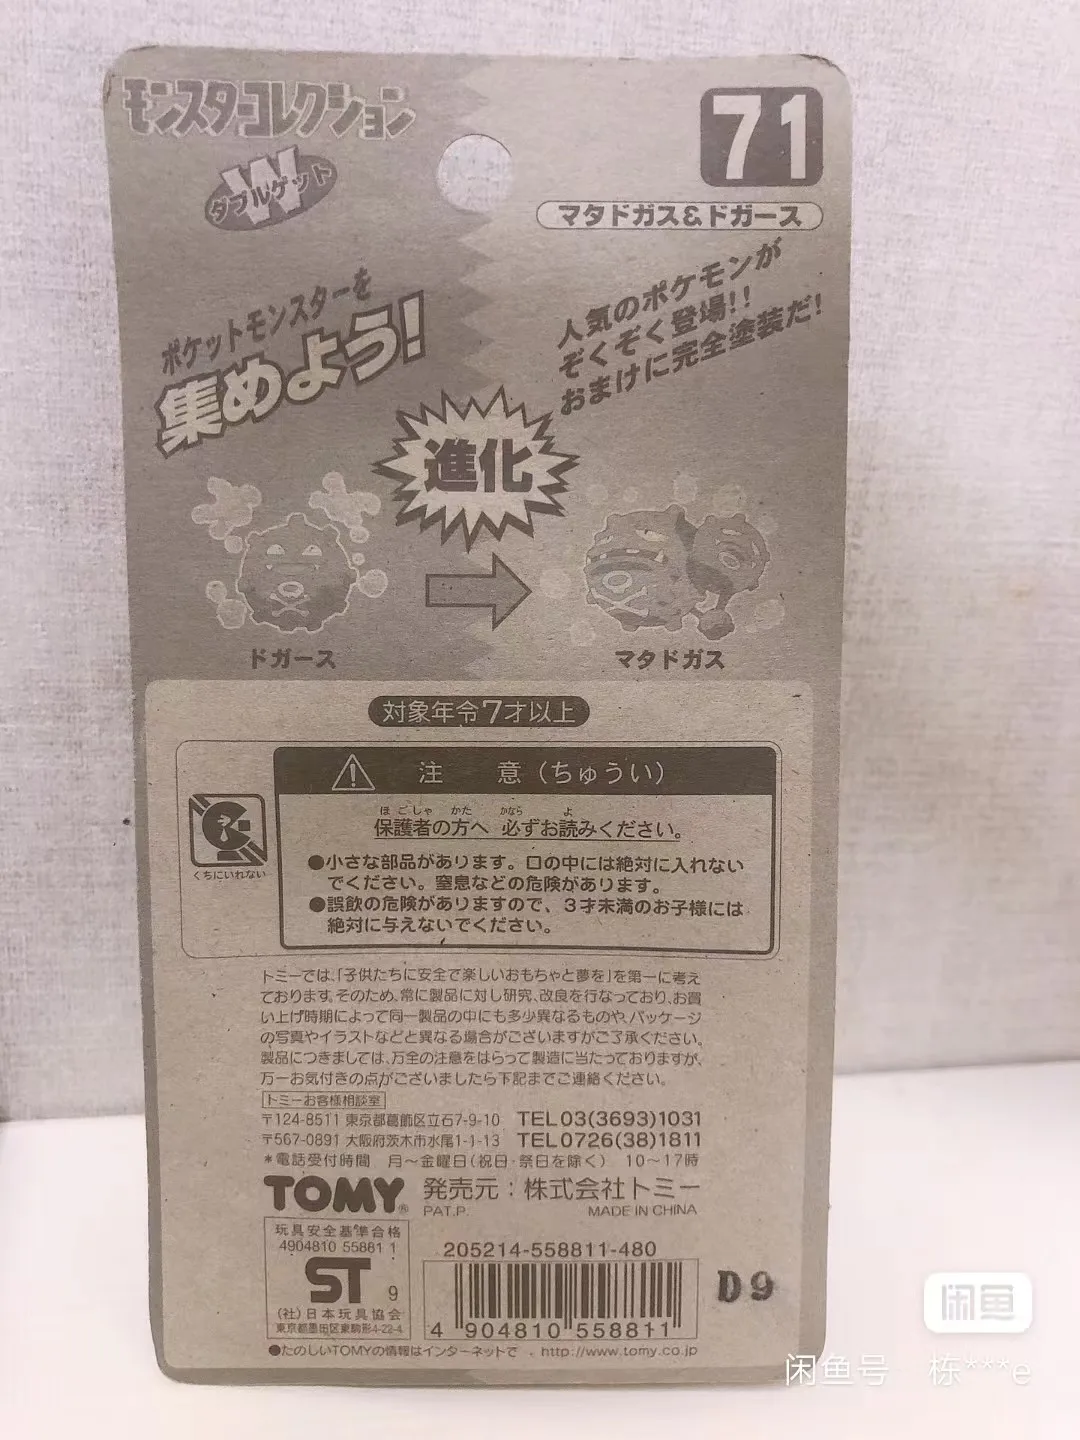 モンスターコレクション
Wダブルゲット
71
マタドガス&ドガース
ポケットモンスターを
集めよう!
人気のポケモンが
ぞくぞく登場!!
おまけに完全塗装だ!
進化
ドガース
マタドガス
対象年令7才以上
注 意(ちゅうい)
ほごしゃ かた かなら よ
保護者の方へ 必ずお読みください。
くちにいれない
●小さな部品があります。口の中には絶対に入れない
でください。窒息などの危険があります。
●誤飲の危険がありますので、3才未満のお子様には
絶対に与えないでください。
トミーでは、「子供たちに安全で楽しいおもちゃと夢を」を第一に考え
ております。そのため、常に製品に対し研究、改良を行なっており、お買
い上げ時期によって同一製品の中にも多少異なるものや、パッケージ
の写真やイラストなどと異なる場合がございますがご了承ください。
製品につきましては、万全の注意をはらって製造に当たっておりますが、
万一お気付きの点がございましたら下記までご連絡ください。
トミーお客様相談室
〒124-8511 東京都葛飾区立石7-9-10 TEL03(3693)1031
〒567-0891 大阪府茨木市水尾1-1-13 TEL0726(38)1811
*電話受付時間 月〜金曜日(祝日・祭日を除く) 10〜17時
TOMY® 発売元:株式会社トミー
PAT.P. MADE IN CHINA
玩具安全基準合格
4904810 55881 1
ST 9
(社)日本玩具協会
東京都墨田区東駒形4-22-4
205214-558811-480
4 904810 558811
D9
●たのしいTOMYの情報はインターネットで . http://www.tomy.co.jp
闲鱼
闲鱼号 栋***e